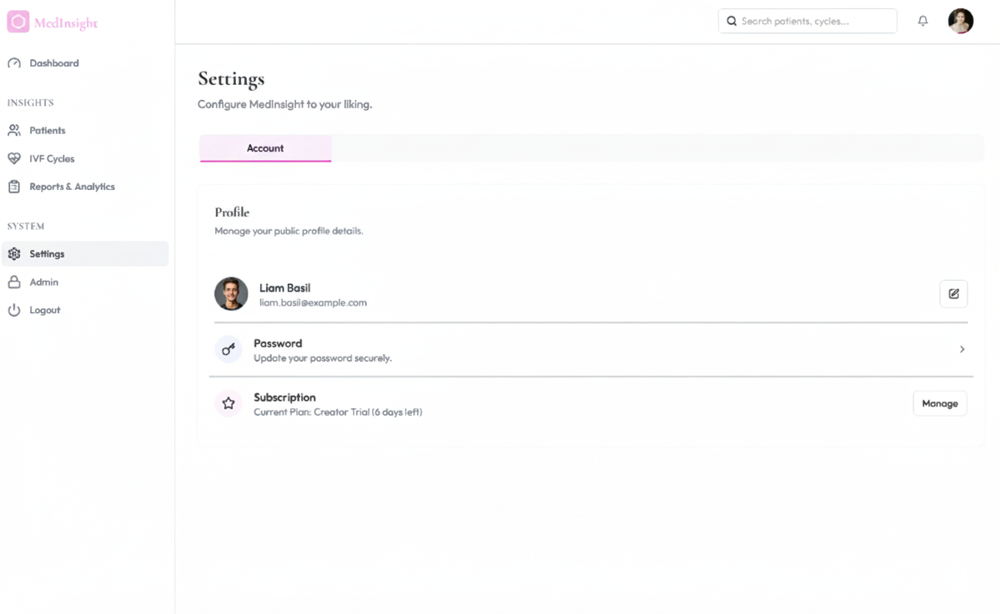 MedInsight
Search patients, cycles...
Dashboard
INSIGHTS
Patients
IVF Cycles
Reports & Analytics
SYSTEM
Settings
Admin
Logout
Settings
Configure MedInsight to your liking.
Account
Profile
Manage your public profile details.
Liam Basil
liam.basil@example.com
Password
Update your password securely.
Subscription
Current Plan: Creator Trial (6 days left)
Manage